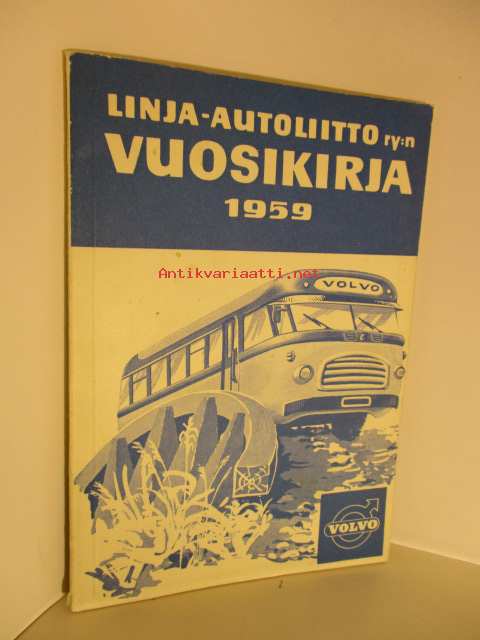 LINJA-AUTOLIITTO ry:n
VUOSIKIRJA
1959
Antikvariaatti.net
VOLVO
VOLVO